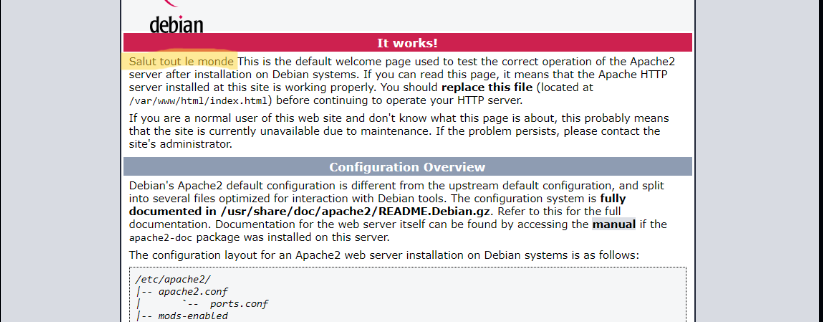 debian
It works!
Salut tout le monde This is the default welcome page used to test the correct operation of the Apache2
server after installation on Debian systems. If you can read this page, it means that the Apache HTTP
server installed at this site is working properly. You should replace this file (located at
/var/www/html/index.html) before continuing to operate your HTTP server.
If you are a normal user of this web site and don't know what this page is about, this probably means
that the site is currently unavailable due to maintenance. If the problem persists, please contact the
site's administrator.
Configuration Overview
Debian's Apache2 default configuration is different from the upstream default configuration, and split
into several files optimized for interaction with Debian tools. The configuration system is fully
documented in /usr/share/doc/apache2/README.Debian.gz. Refer to this for the full
documentation. Documentation for the web server itself can be found by accessing the manual if the
apache2-doc package was installed on this server.
The configuration layout for an Apache2 web server installation on Debian systems is as follows:
/etc/apache2/
|-- apache2.conf
|       `--  ports.conf
|-- mods-enabled